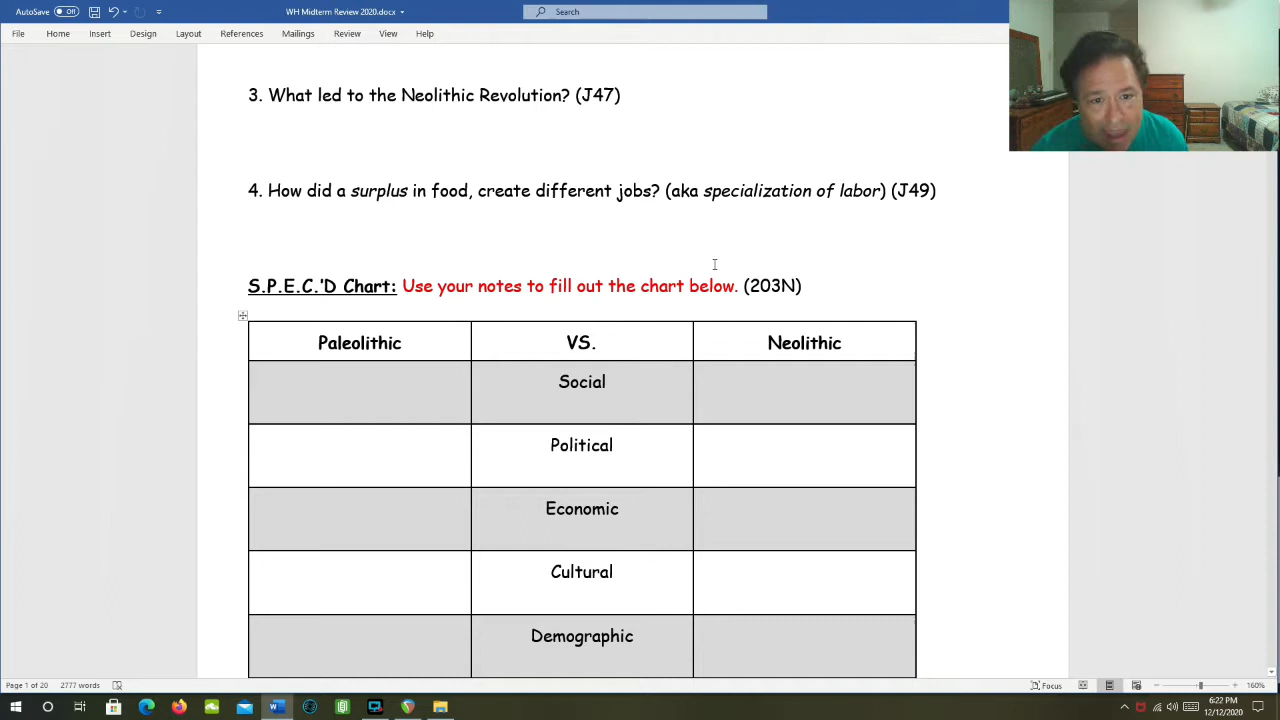 AutoSave Off WH Midterm Review 2020.docx Search
File Home Insert Design Layout References Mailings Review View Help
3. What led to the Neolithic Revolution? (J47)
4. How did a surplus in food, create different jobs? (aka specialization of labor) (J49)
S.P.E.C.'D Chart: Use your notes to fill out the chart below. (203N)
Paleolithic VS. Neolithic
Social
Political
Economic
Cultural
Demographic
Page 1 of 20 2777 words Focus 160%
6:22 PM
12/12/2020